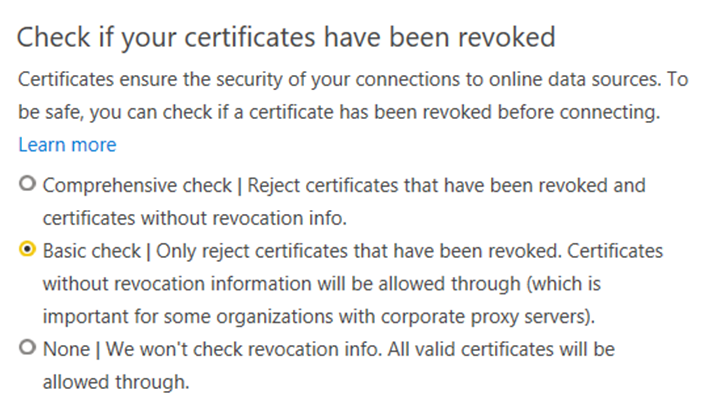 Check if your certificates have been revoked
Certificates ensure the security of your connections to online data sources. To
be safe, you can check if a certificate has been revoked before connecting.
Learn more
Comprehensive check | Reject certificates that have been revoked and
certificates without revocation info.
Basic check | Only reject certificates that have been revoked. Certificates
without revocation information will be allowed through (which is
important for some organizations with corporate proxy servers).
None | We won't check revocation info. All valid certificates will be
allowed through.